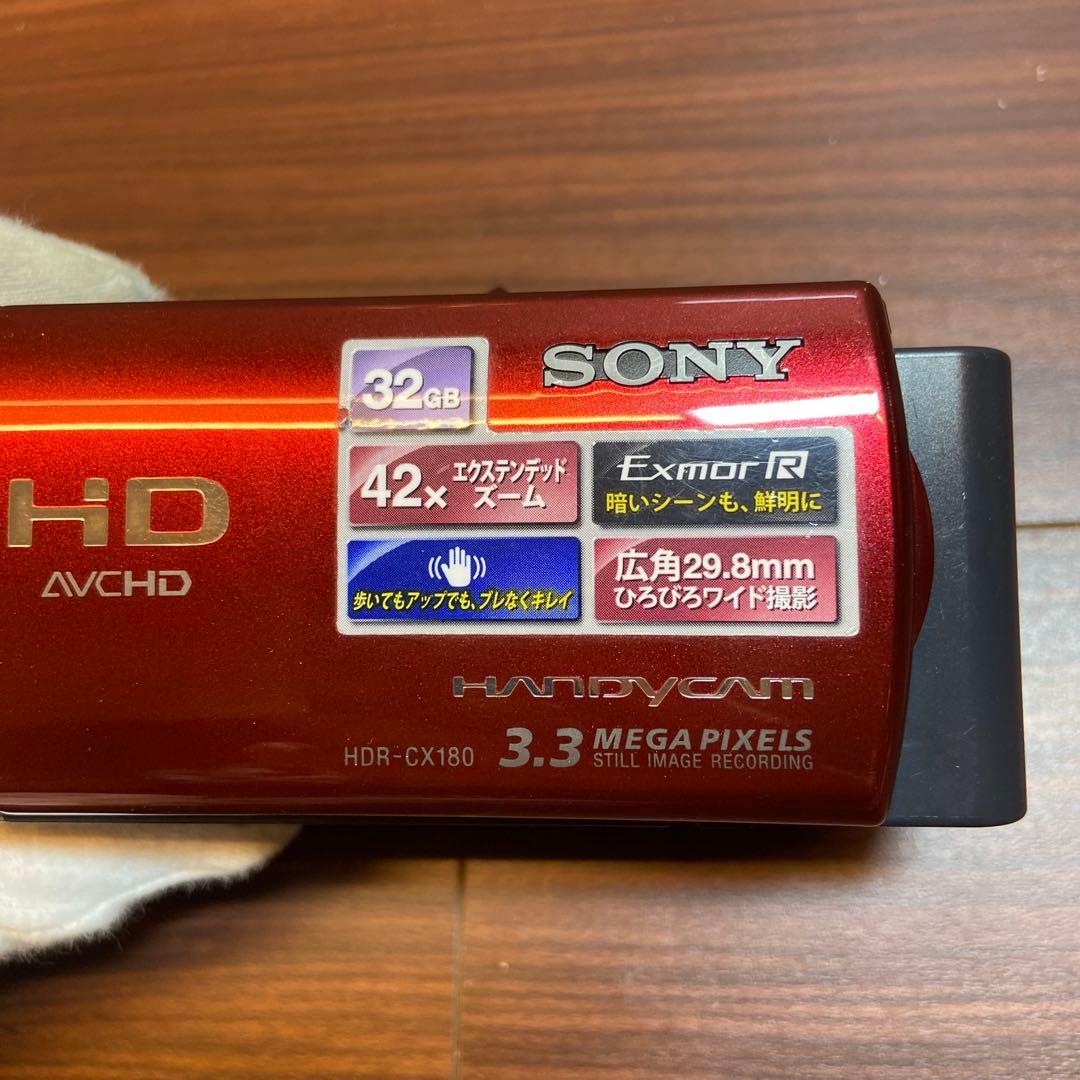 SONY
32GB
42×
エクステンデッド
ズーム
Exmor R
暗いシーンも、鮮明に
歩いてもアップでも、ブレなくキレイ
広角29.8mm
ひろびろワイド撮影
HD
AVCHD
HANDYCAM
HDR-CX180
3.3 MEGA PIXELS
STILL IMAGE RECORDING